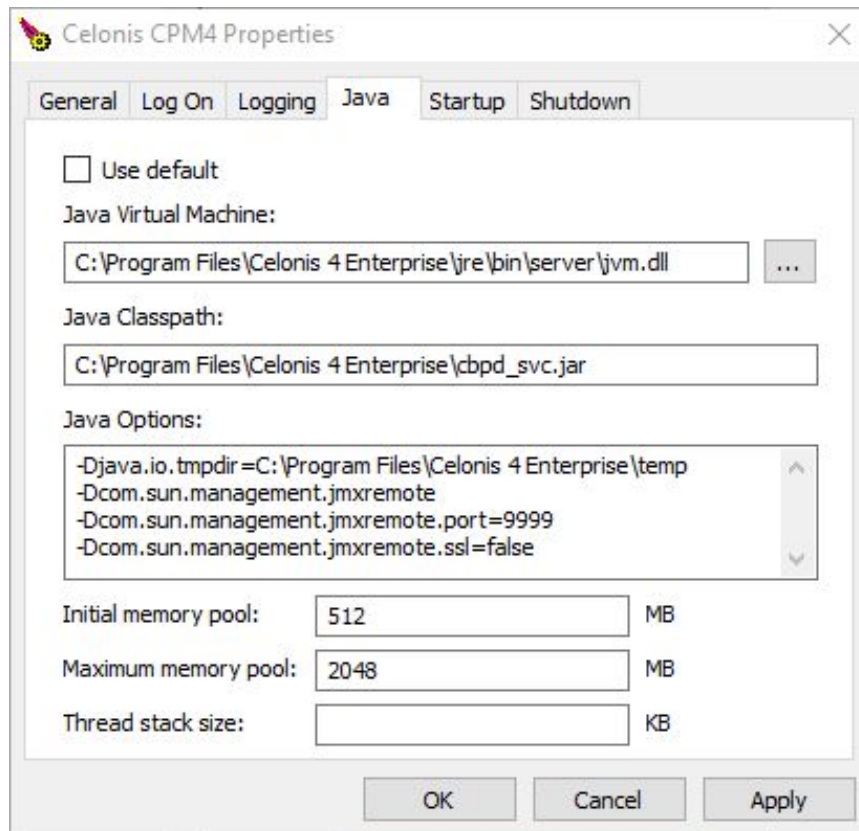 Celonis CPM4 Properties
General Log On Logging Java Startup Shutdown
Use default
Java Virtual Machine:
C:\Program Files\Celonis 4 Enterprise\jre\bin\server\jvm.dll ...
Java Classpath:
C:\Program Files\Celonis 4 Enterprise\cbpd_svc.jar
Java Options:
-Djava.io.tmpdir=C:\Program Files\Celonis 4 Enterprise\temp
-Dcom.sun.management.jmxremote
-Dcom.sun.management.jmxremote.port=9999
-Dcom.sun.management.jmxremote.ssl=false
Initial memory pool: 512 MB
Maximum memory pool: 2048 MB
Thread stack size: KB
OK Cancel Apply